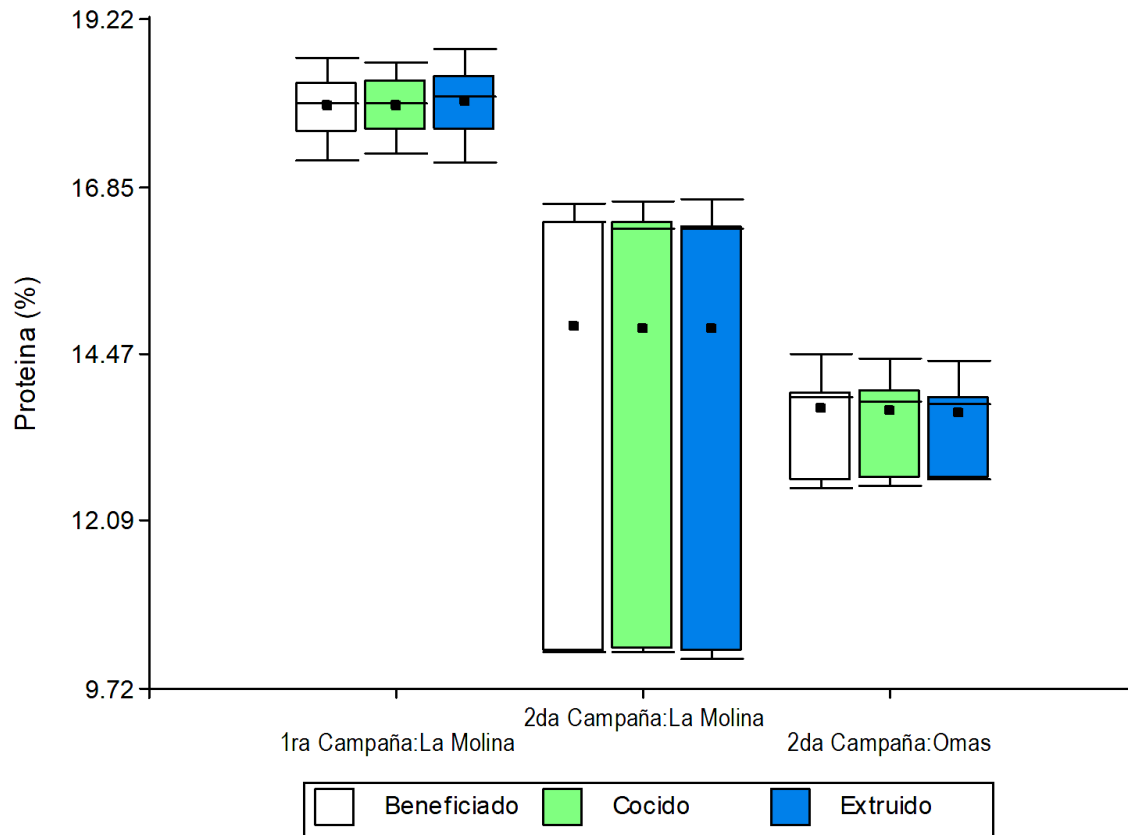 19.22
16.85
14.47
12.09
9.72
Proteina (%)
1ra Campaña:La Molina
2da Campaña:La Molina
2da Campaña:Omas
Beneficiado Cocido Extruido